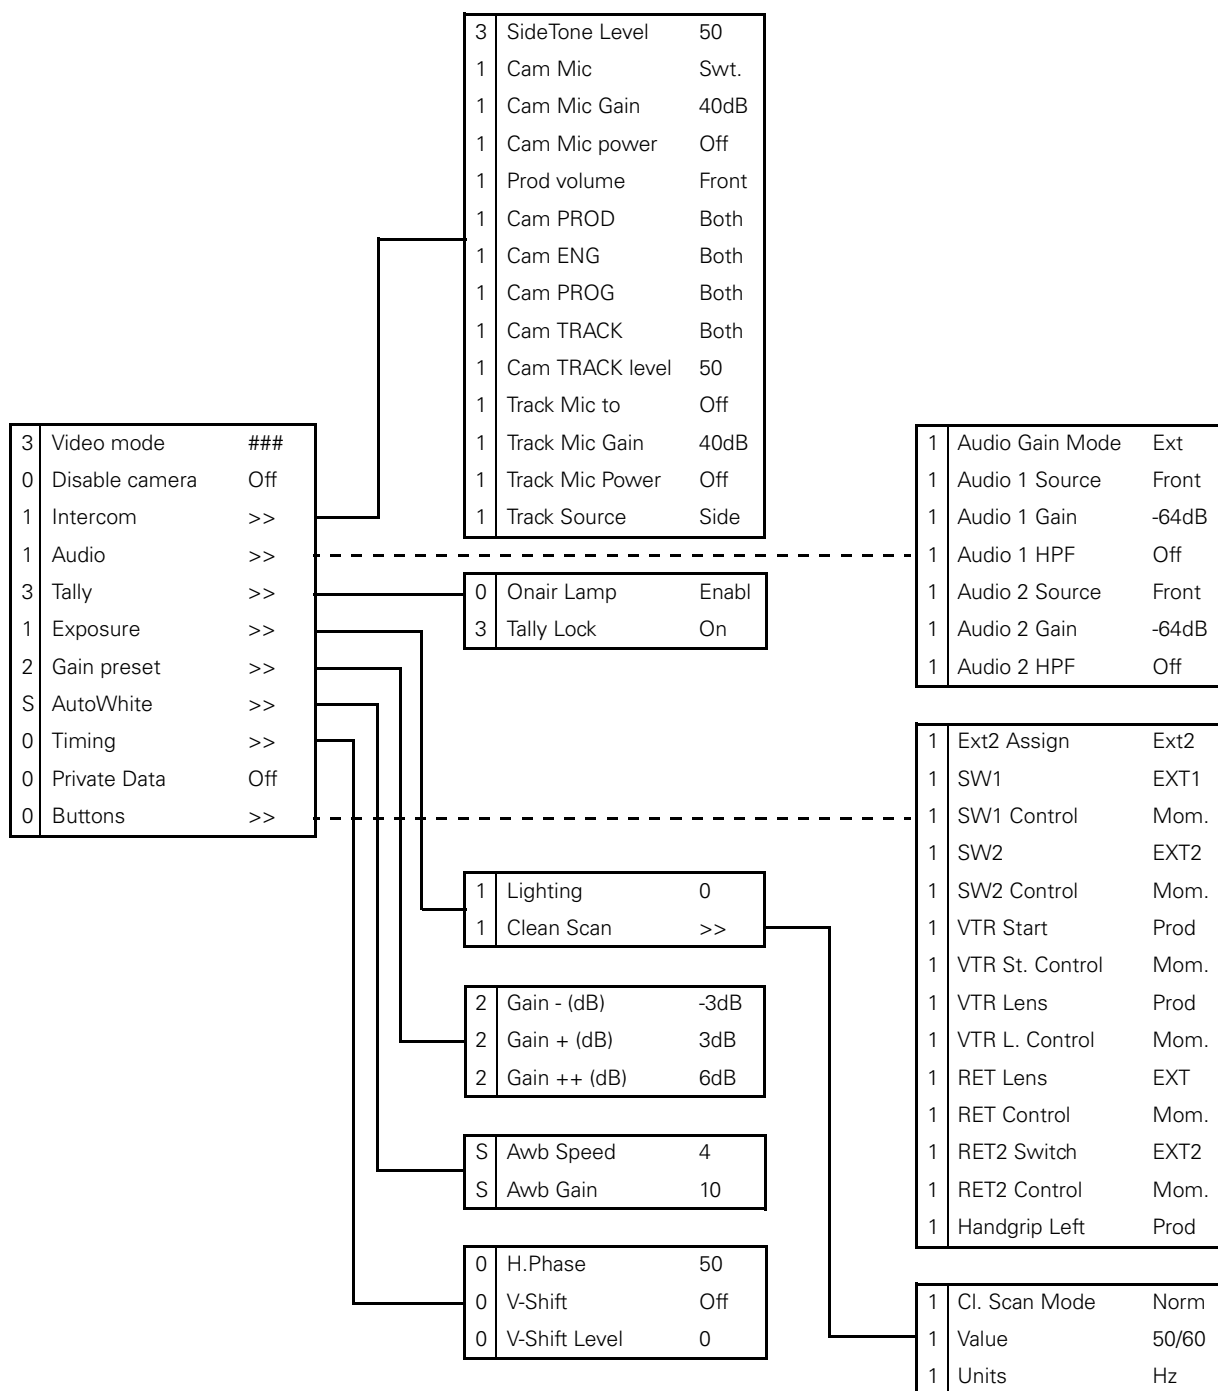 3 SideTone Level 50
1 Cam Mic Swt.
1 Cam Mic Gain 40dB
1 Cam Mic power Off
1 Prod volume Front
1 Cam PROD Both
1 Cam ENG Both
1 Cam PROG Both
1 Cam TRACK Both
1 Cam TRACK level 50
1 Track Mic to Off
1 Track Mic Gain 40dB
1 Track Mic Power Off
1 Track Source Side
3 Video mode ###
0 Disable camera Off
1 Intercom >>
1 Audio >>
3 Tally >>
1 Exposure >>
2 Gain preset >>
S AutoWhite >>
0 Timing >>
0 Private Data Off
0 Buttons >>
0 Onair Lamp Enabl
3 Tally Lock On
1 Lighting 0
1 Clean Scan >>
2 Gain - (dB) -3dB
2 Gain + (dB) 3dB
2 Gain ++ (dB) 6dB
S Awb Speed 4
S Awb Gain 10
0 H.Phase 50
0 V-Shift Off
0 V-Shift Level 0
1 Audio Gain Mode Ext
1 Audio 1 Source Front
1 Audio 1 Gain -64dB
1 Audio 1 HPF Off
1 Audio 2 Source Front
1 Audio 2 Gain -64dB
1 Audio 2 HPF Off
1 Ext2 Assign Ext2
1 SW1 EXT1
1 SW1 Control Mom.
1 SW2 EXT2
1 SW2 Control Mom.
1 VTR Start Prod
1 VTR St. Control Mom.
1 VTR Lens Prod
1 VTR L. Control Mom.
1 RET Lens EXT
1 RET Control Mom.
1 RET2 Switch EXT2
1 RET2 Control Mom.
1 Handgrip Left Prod
1 Cl. Scan Mode Norm
1 Value 50/60
1 Units Hz